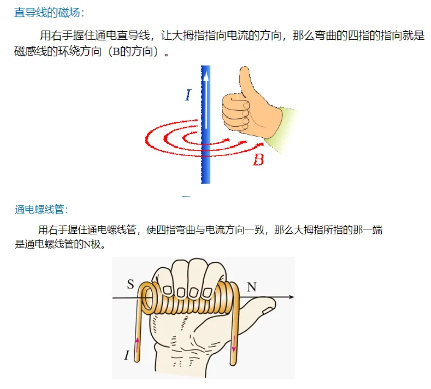 直导线的磁场：
用右手握住通电直导线，让大拇指指向电流的方向，那么弯曲的四指的指向就是
磁感线的环绕方向（B的方向）。
I
B
通电螺线管：
用右手握住通电螺线管，使四指弯曲与电流方向一致，那么大拇指所指的那一端
是通电螺线管的N极。
S
N
I